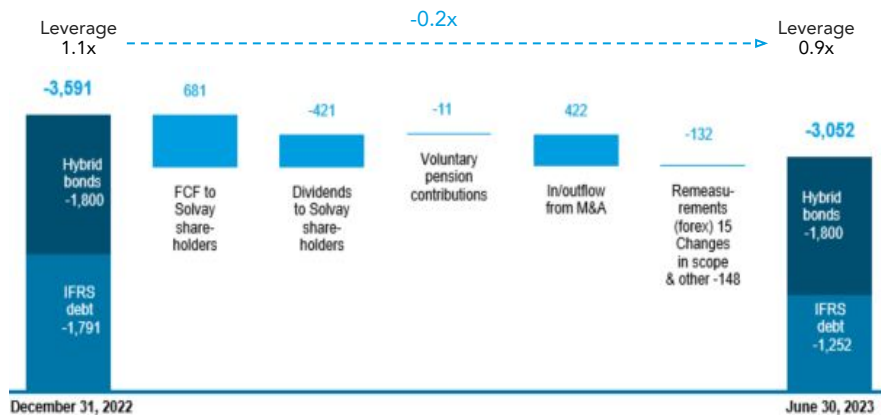 Leverage
1.1x
-0.2x
Leverage
0.9x
-3,591
Hybrid
bonds
-1,800
IFRS
debt
-1,791
681
FCF to
Solvay
share-
holders
-421
Dividends
to Solvay
share-
holders
-11
Voluntary
pension
contributions
422
In/outflow
from M&A
-132
Remeasu-
rements
(forex) 15
Changes
in scope
& other -148
-3,052
Hybrid
bonds
-1,800
IFRS
debt
-1,252
December 31, 2022
June 30, 2023